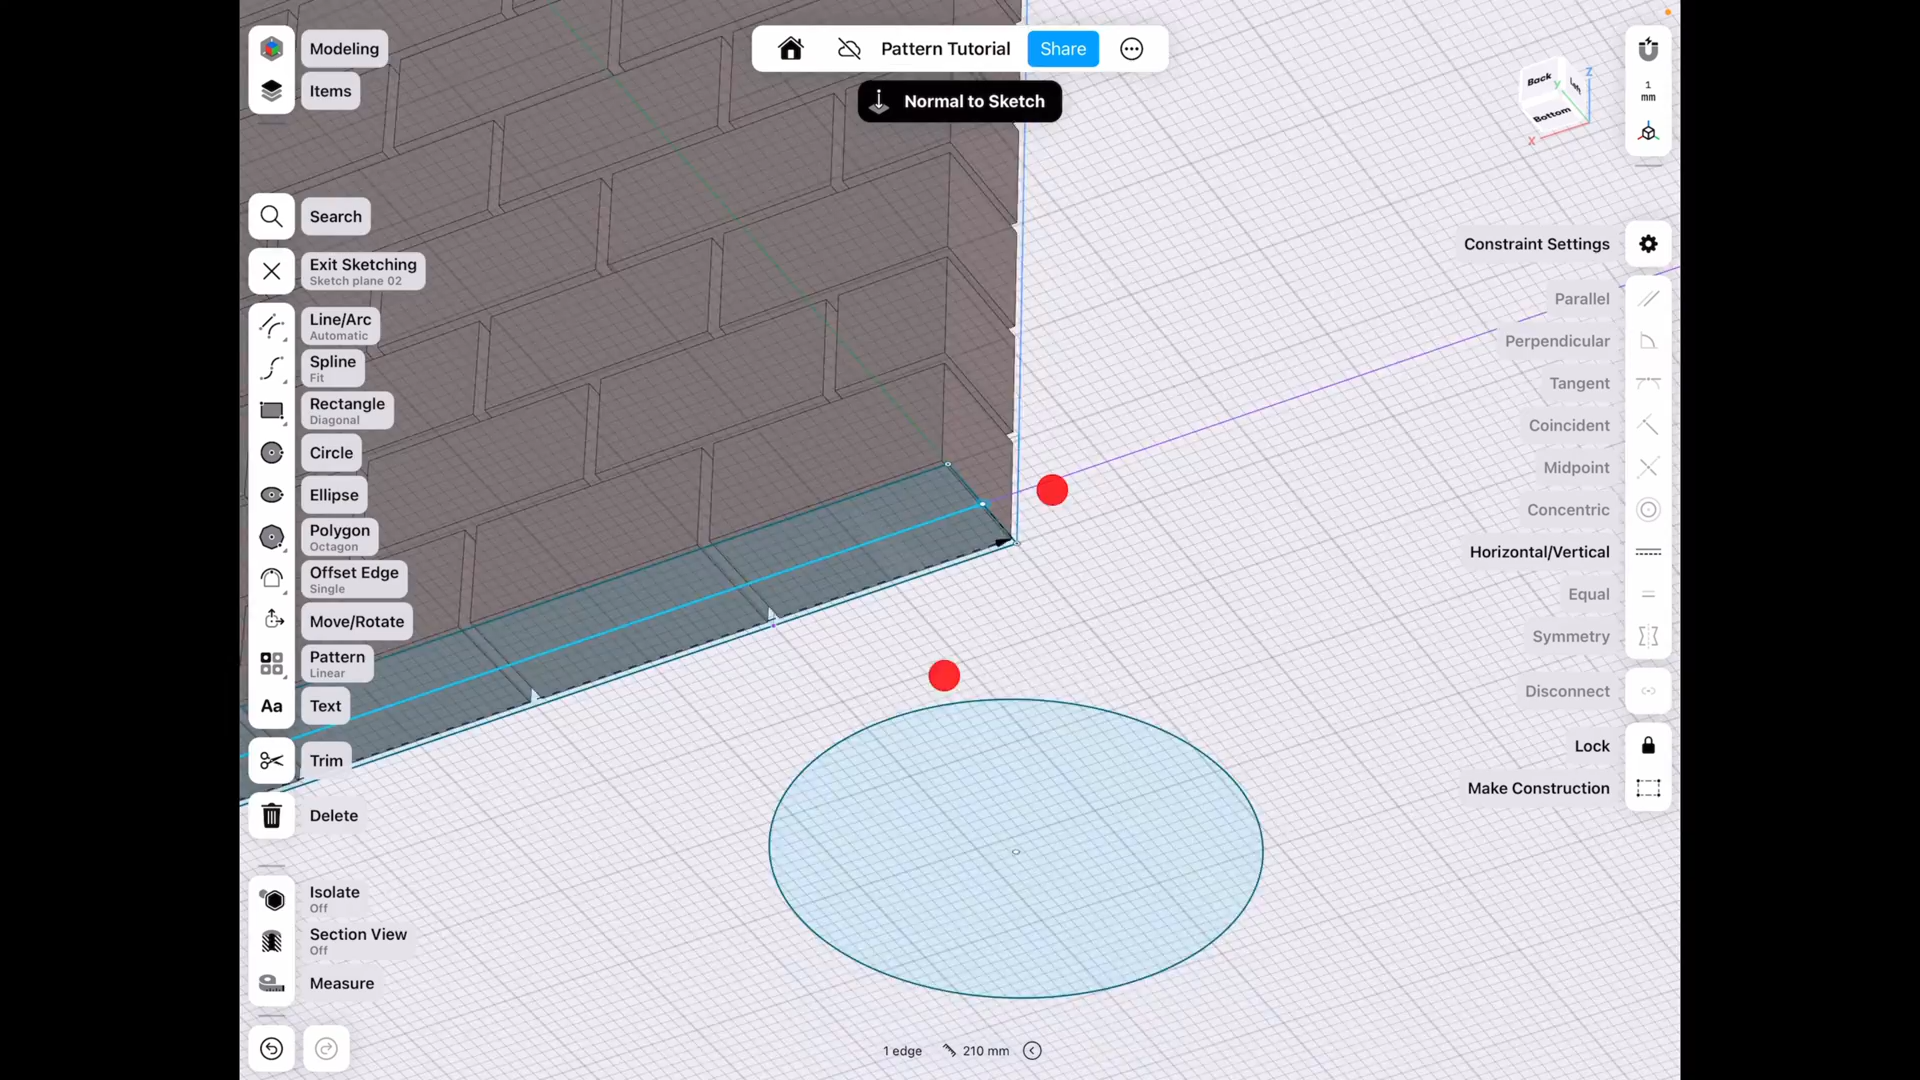 Modeling
Items
Pattern Tutorial
Share
Normal to Sketch
Back
Left
Bottom
Z
Y
X
1
mm
Search
Exit Sketching
Sketch plane 02
Line/Arc
Automatic
Spline
Fit
Rectangle
Diagonal
Circle
Ellipse
Polygon
Octagon
Offset Edge
Single
Move/Rotate
Pattern
Linear
Aa
Text
Trim
Delete
Isolate
Off
Section View
Off
Measure
Constraint Settings
Parallel
Perpendicular
Tangent
Coincident
Midpoint
Concentric
Horizontal/Vertical
Equal
Symmetry
Disconnect
Lock
Make Construction
1 edge
210 mm